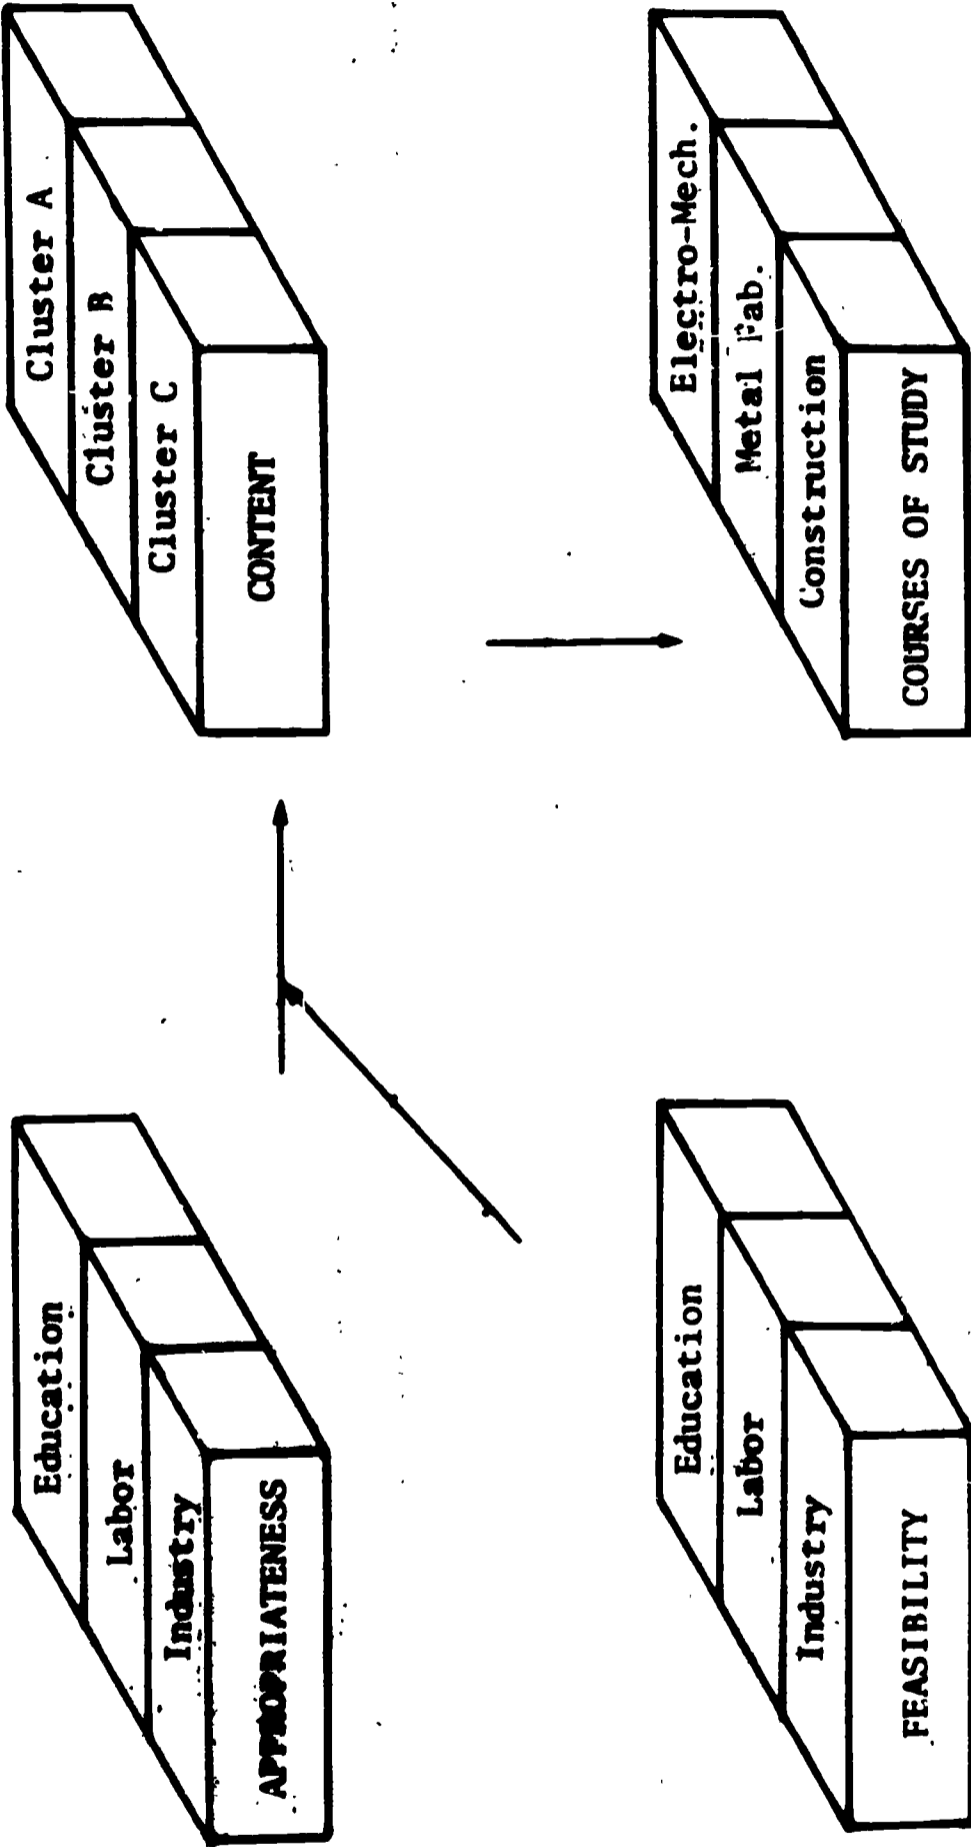 Education
Labor
Industry
APPROPRIATENESS
Cluster A
Cluster B
Cluster C
CONTENT
Education
Labor
Industry
FEASIBILITY
Electro-Mech.
Metal Fab.
Construction
COURSES OF STUDY